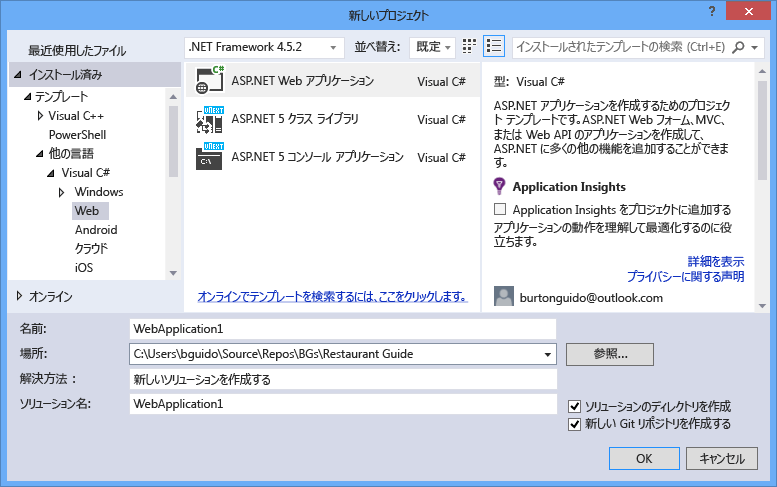 新しいプロジェクト
?
最近使用したファイル
.NET Framework 4.5.2
並べ替え:
既定
インストールされたテンプレートの検索 (Ctrl+E)
インストール済み
テンプレート
Visual C++
PowerShell
他の言語
Visual C#
Windows
Web
Android
クラウド
iOS
オンライン
C#
ASP.NET Web アプリケーション
Visual C#
VNEXT
ASP.NET 5 クラス ライブラリ
Visual C#
VNEXT
C:\
ASP.NET 5 コンソール アプリケーション
Visual C#
オンラインでテンプレートを検索するには、ここをクリックします。
型: Visual C#
ASP.NET アプリケーションを作成するためのプロジェク
ト テンプレートです。ASP.NET Web フォーム、MVC、
または Web API のアプリケーションを作成して、
ASP.NET に多くの他の機能を追加することができま
す。
Application Insights
Application Insights をプロジェクトに追加する
アプリケーションの動作を理解して最適化するのに役
立ちます。
詳細を表示
プライバシーに関する声明
burtonguido@outlook.com
名前:
WebApplication1
場所:
C:\Users\bguido\Source\Repos\BGs\Restaurant Guide
参照...
解決方法 :
新しいソリューションを作成する
ソリューション名:
WebApplication1
ソリューションのディレクトリを作成
新しい Git リポジトリを作成する
OK
キャンセル